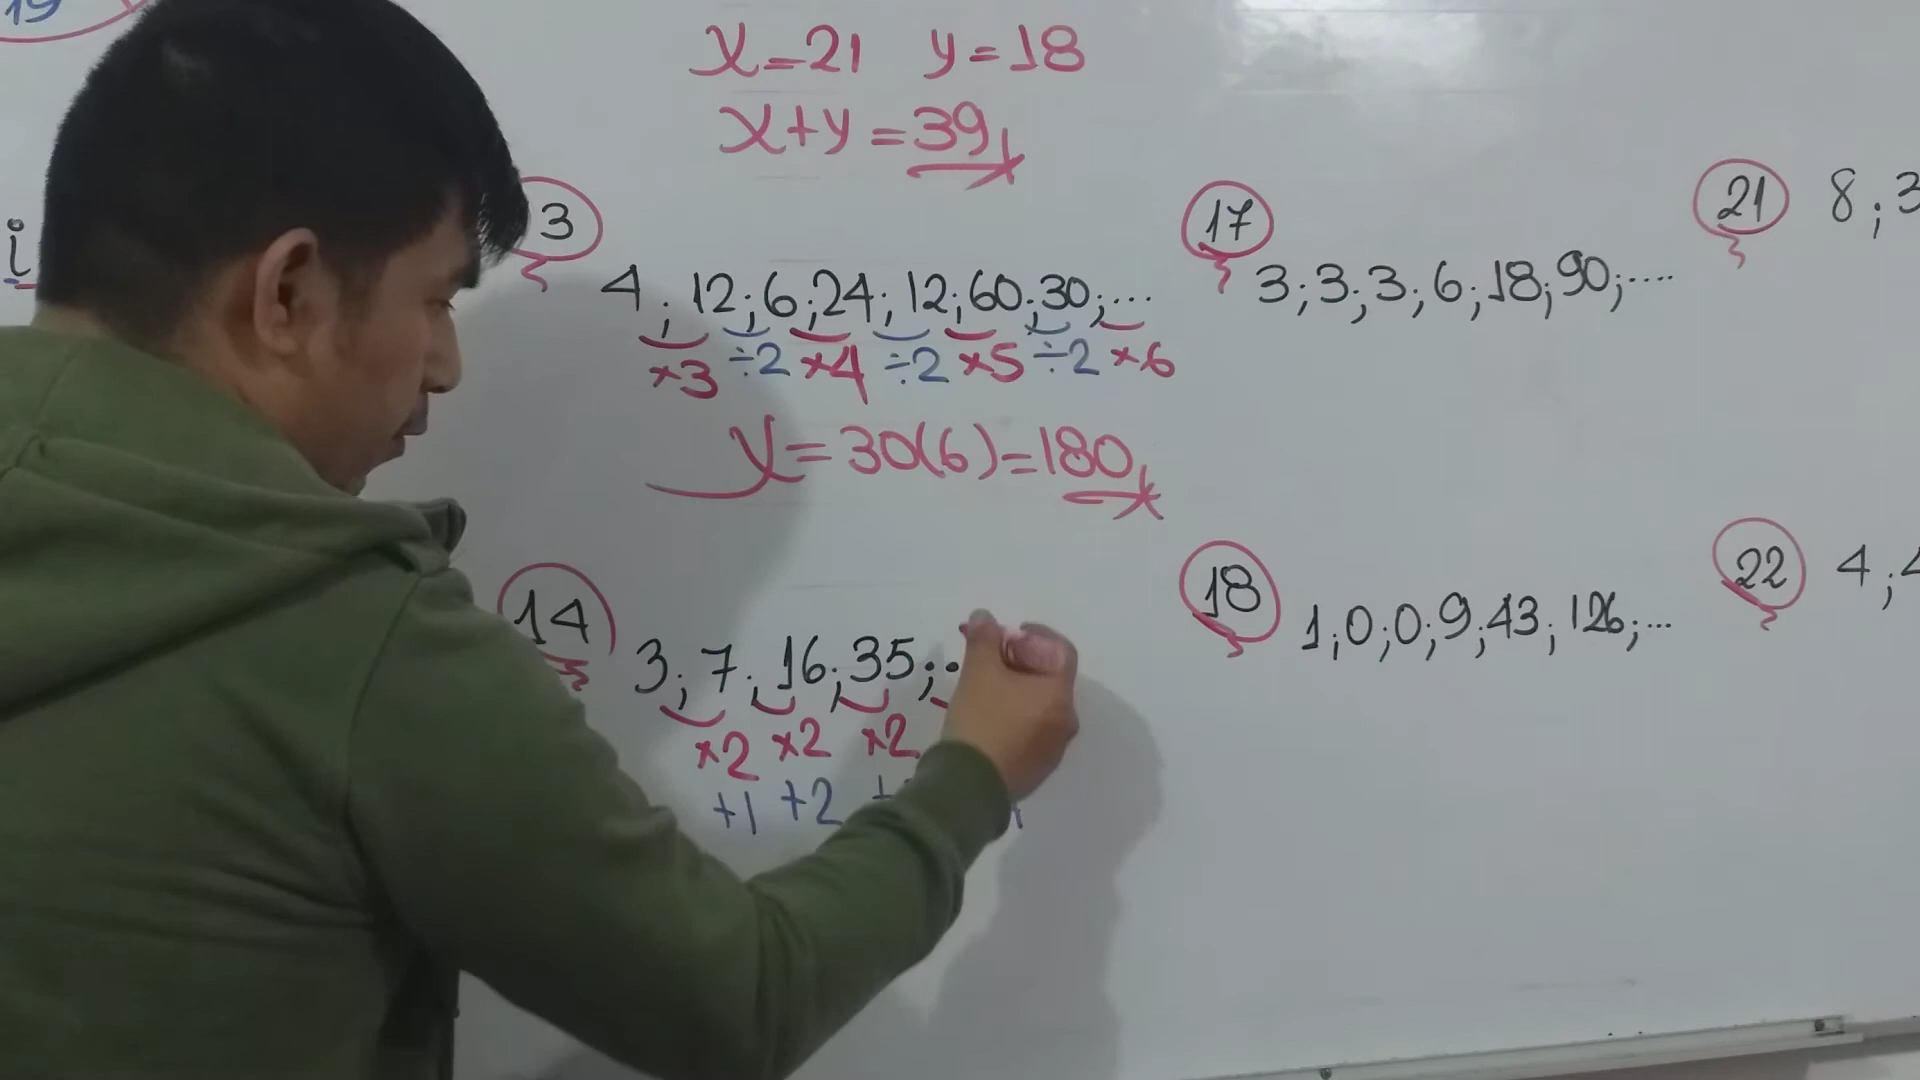 19
x=21 y=18
x+y=39
3
4;12;6;24;12;60;30;...
×3 ÷2 ×4 ÷2 ×5 ÷2 ×6
x=30(6)=180
14
3;7;16;35;
×2 ×2 ×2
+1 +2
17
3;3;3;6;18;90;....
18
1;0;0;9;43;126;...
21 8;3
22 4;